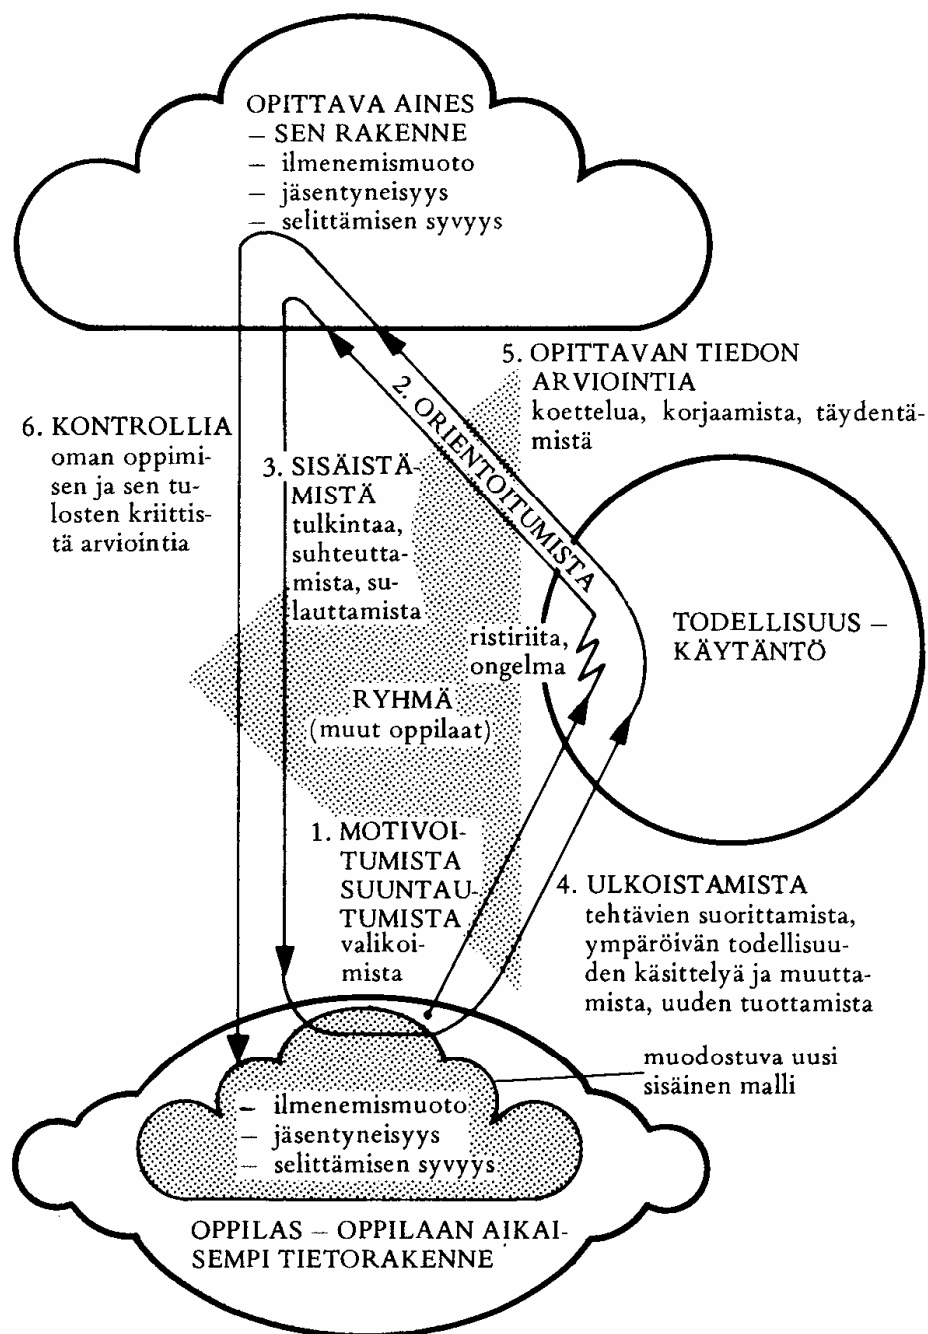 OPITTAVA AINES
– SEN RAKENNE
– ilmenemismuoto
– jäsentyneisyys
– selittämisen syvyys
5. OPITTAVAN TIEDON
ARVIOINTIA
koettelua, korjaamista, täydentä-
mistä
2. ORIENTOITUMISTA
6. KONTROLLIA
oman oppimi-
sen ja sen tu-
losten kriittis-
tä arviointia
3. SISÄISTÄ-
MISTÄ
tulkintaa,
suhteutta-
mista, su-
lauttamista
ristiriita,
ongelma
TODELLISUUS –
KÄYTÄNTÖ
RYHMÄ
(muut oppilaat)
1. MOTIVOI-
TUMISTA
SUUNTAU-
TUMISTA
valikoi-
mista
4. ULKOISTAMISTA
tehtävien suorittamista,
ympäröivän todellisuu-
den käsittelyä ja muutta-
mista, uuden tuottamista
muodostuva uusi
sisäinen malli
– ilmenemismuoto
– jäsentyneisyys
– selittämisen syvyys
OPPILAS – OPPILAAN AIKAI-
SEMPI TIETORAKENNE